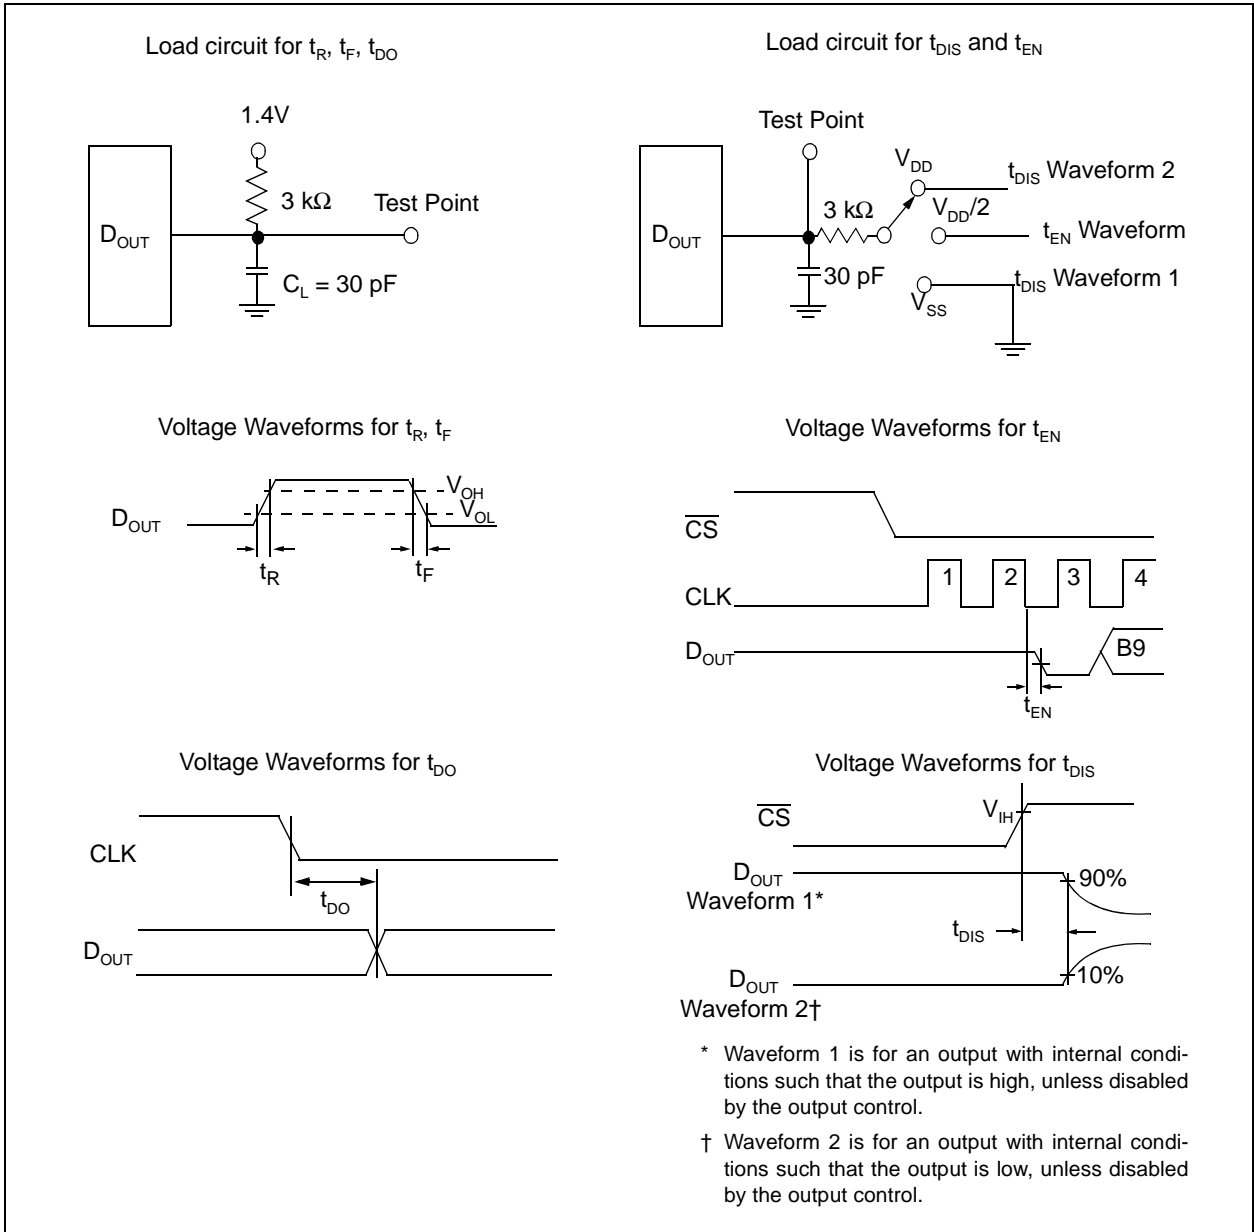 Load circuit for tR, tF, tDO
1.4V
3 kΩ
Test Point
DOUT
CL = 30 pF
Load circuit for tDIS and tEN
Test Point
VDD
tDIS Waveform 2
3 kΩ
VDD/2
DOUT
tEN Waveform
30 pF
tDIS Waveform 1
VSS
Voltage Waveforms for tR, tF
VOH
VOL
DOUT
tR
tF
Voltage Waveforms for tEN
CS
1 2 3 4
CLK
DOUT
B9
tEN
Voltage Waveforms for tDO
CLK
tDO
DOUT
Voltage Waveforms for tDIS
VIH
CS
DOUT
Waveform 1*
90%
tDIS
DOUT
10%
Waveform 2†
* Waveform 1 is for an output with internal condi-
tions such that the output is high, unless disabled
by the output control.
† Waveform 2 is for an output with internal condi-
tions such that the output is low, unless disabled
by the output control.